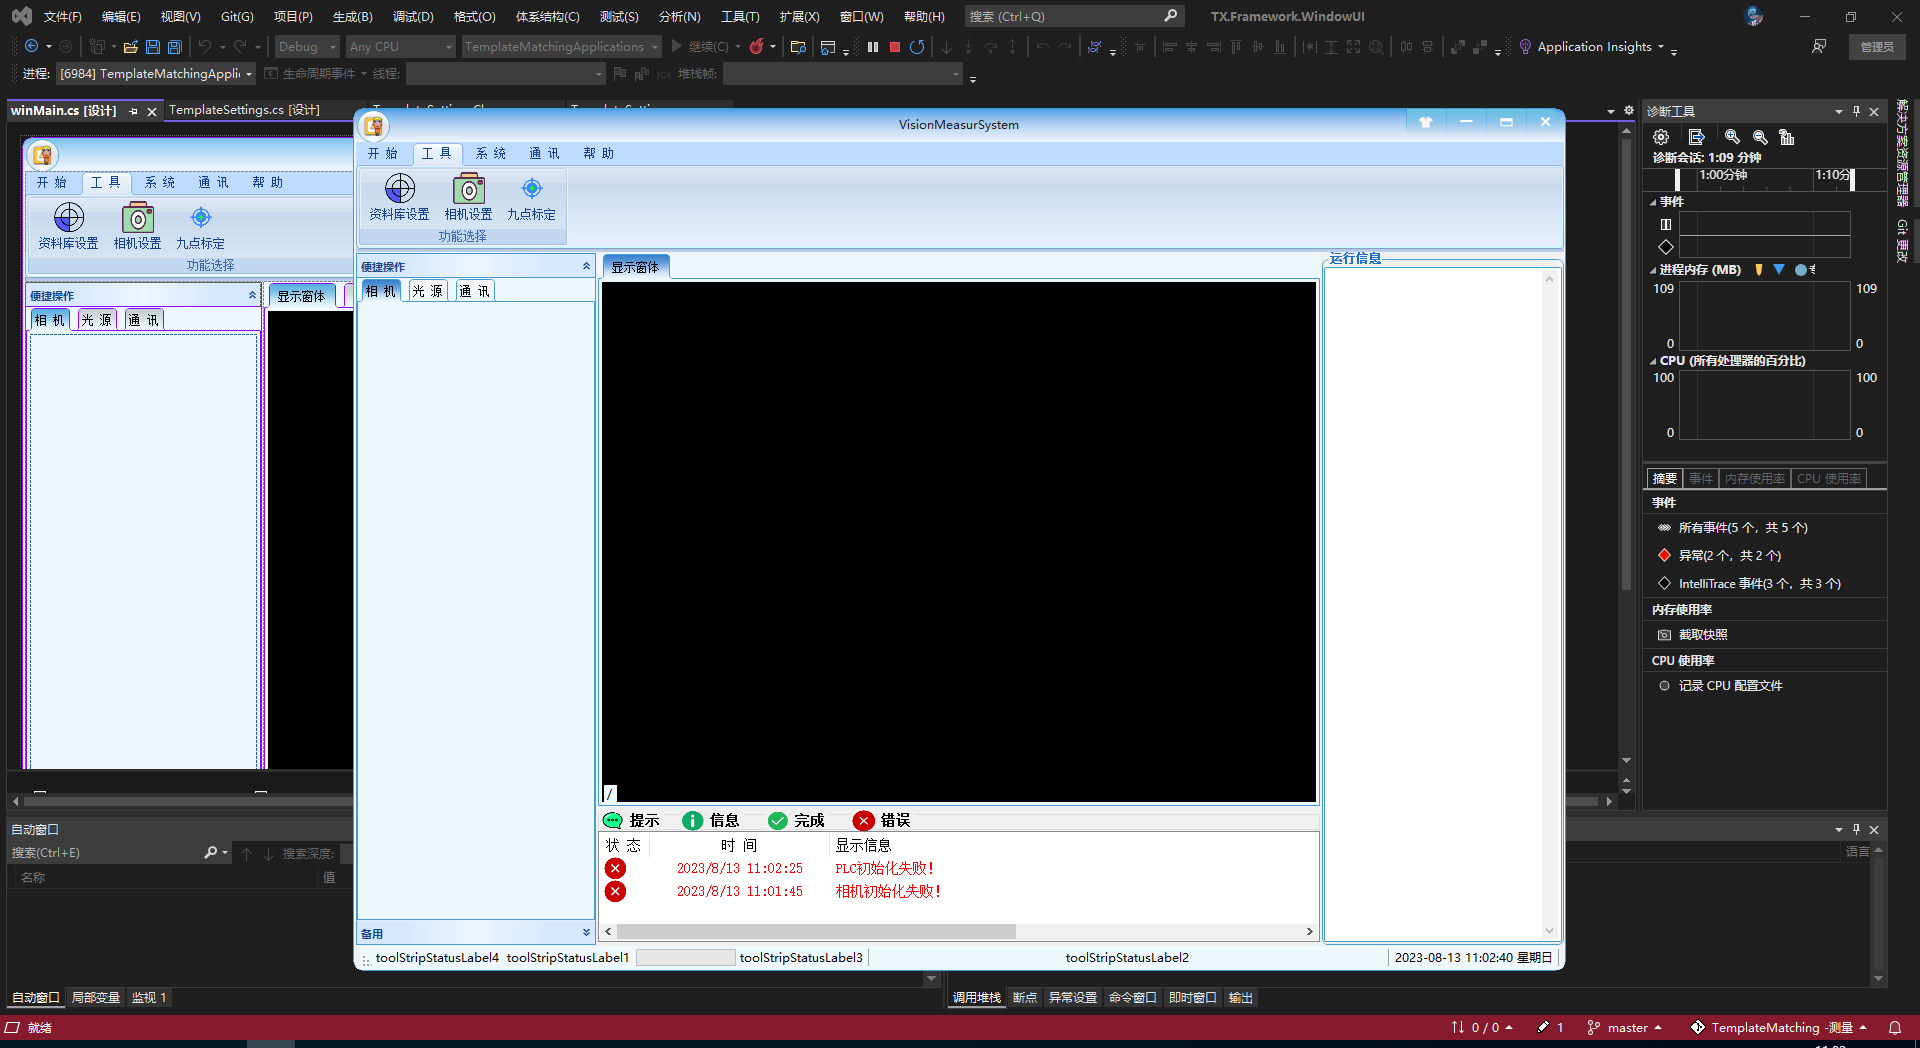 文件(F) 编辑(E) 视图(V) Git(G) 项目(P) 生成(B) 调试(D) 格式(O) 体系结构(C) 测试(S) 分析(N) 工具(T) 扩展(X) 窗口(W) 帮助(H) 搜索 (Ctrl+Q) TX.Framework.WindowUI
Debug Any CPU TemplateMatchingApplications 继续(C) Application Insights 管理员
进程: [6984] TemplateMatchingAppli 生命周期事件 线程: 堆栈帧:
winMain.cs [设计] TemplateSettings.cs [设计]
开 始 工 具 系 统 通 讯 帮 助
资料库设置 相机设置 九点标定
功能选择
便捷操作 显示窗体
相 机 光 源 通 讯
VisionMeasurSystem
开 始 工 具 系 统 通 讯 帮 助
资料库设置 相机设置 九点标定
功能选择
便捷操作 显示窗体 运行信息
相 机 光 源 通 讯
/
提示 信息 完成 错误
状 态 时 间 显示信息
2023/8/13 11:02:25 PLC初始化失败!
2023/8/13 11:01:45 相机初始化失败!
备用
toolStripStatusLabel4 toolStripStatusLabel1 toolStripStatusLabel3 toolStripStatusLabel2 2023-08-13 11:02:40 星期日
诊断工具
诊断会话: 1:09 分钟
1:00分钟 1:10分
事件
进程内存 (MB)
109 109
0 0
CPU (所有处理器的百分比)
100 100
0 0
摘要 事件 内存使用率 CPU 使用率
事件
所有事件(5 个，共 5 个)
异常(2 个，共 2 个)
IntelliTrace 事件(3 个，共 3 个)
内存使用率
截取快照
CPU 使用率
记录 CPU 配置文件
解决方案资源管理器
Git 更改
自动窗口
搜索(Ctrl+E) 搜索深度: 语言
名称 值
自动窗口 局部变量 监视 1 调用堆栈 断点 异常设置 命令窗口 即时窗口 输出
就绪 0 / 0 1 master TemplateMatching -测量